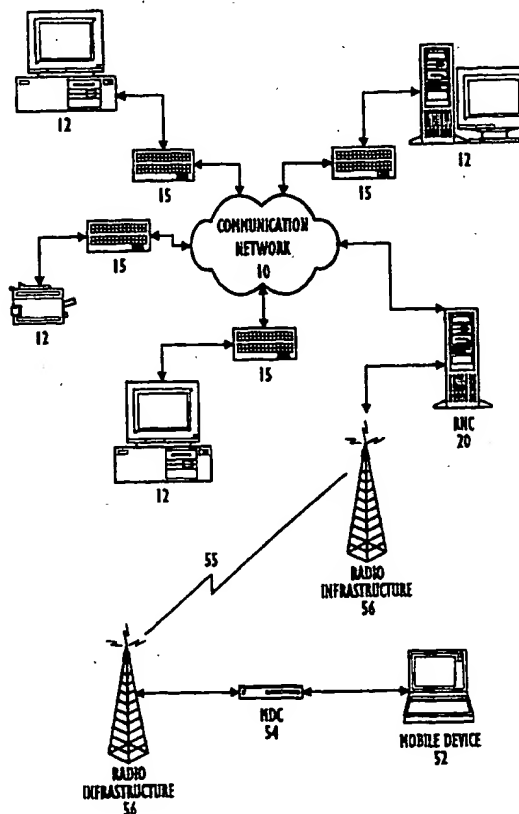 12
12
15
15
COMMUNICATION
NETWORK
10
15
12
15
RNC
20
12
55
RADIO
INFRASTRUCTURE
56
MDC
54
MOBILE DEVICE
52
RADIO
INFRASTRUCTURE
56